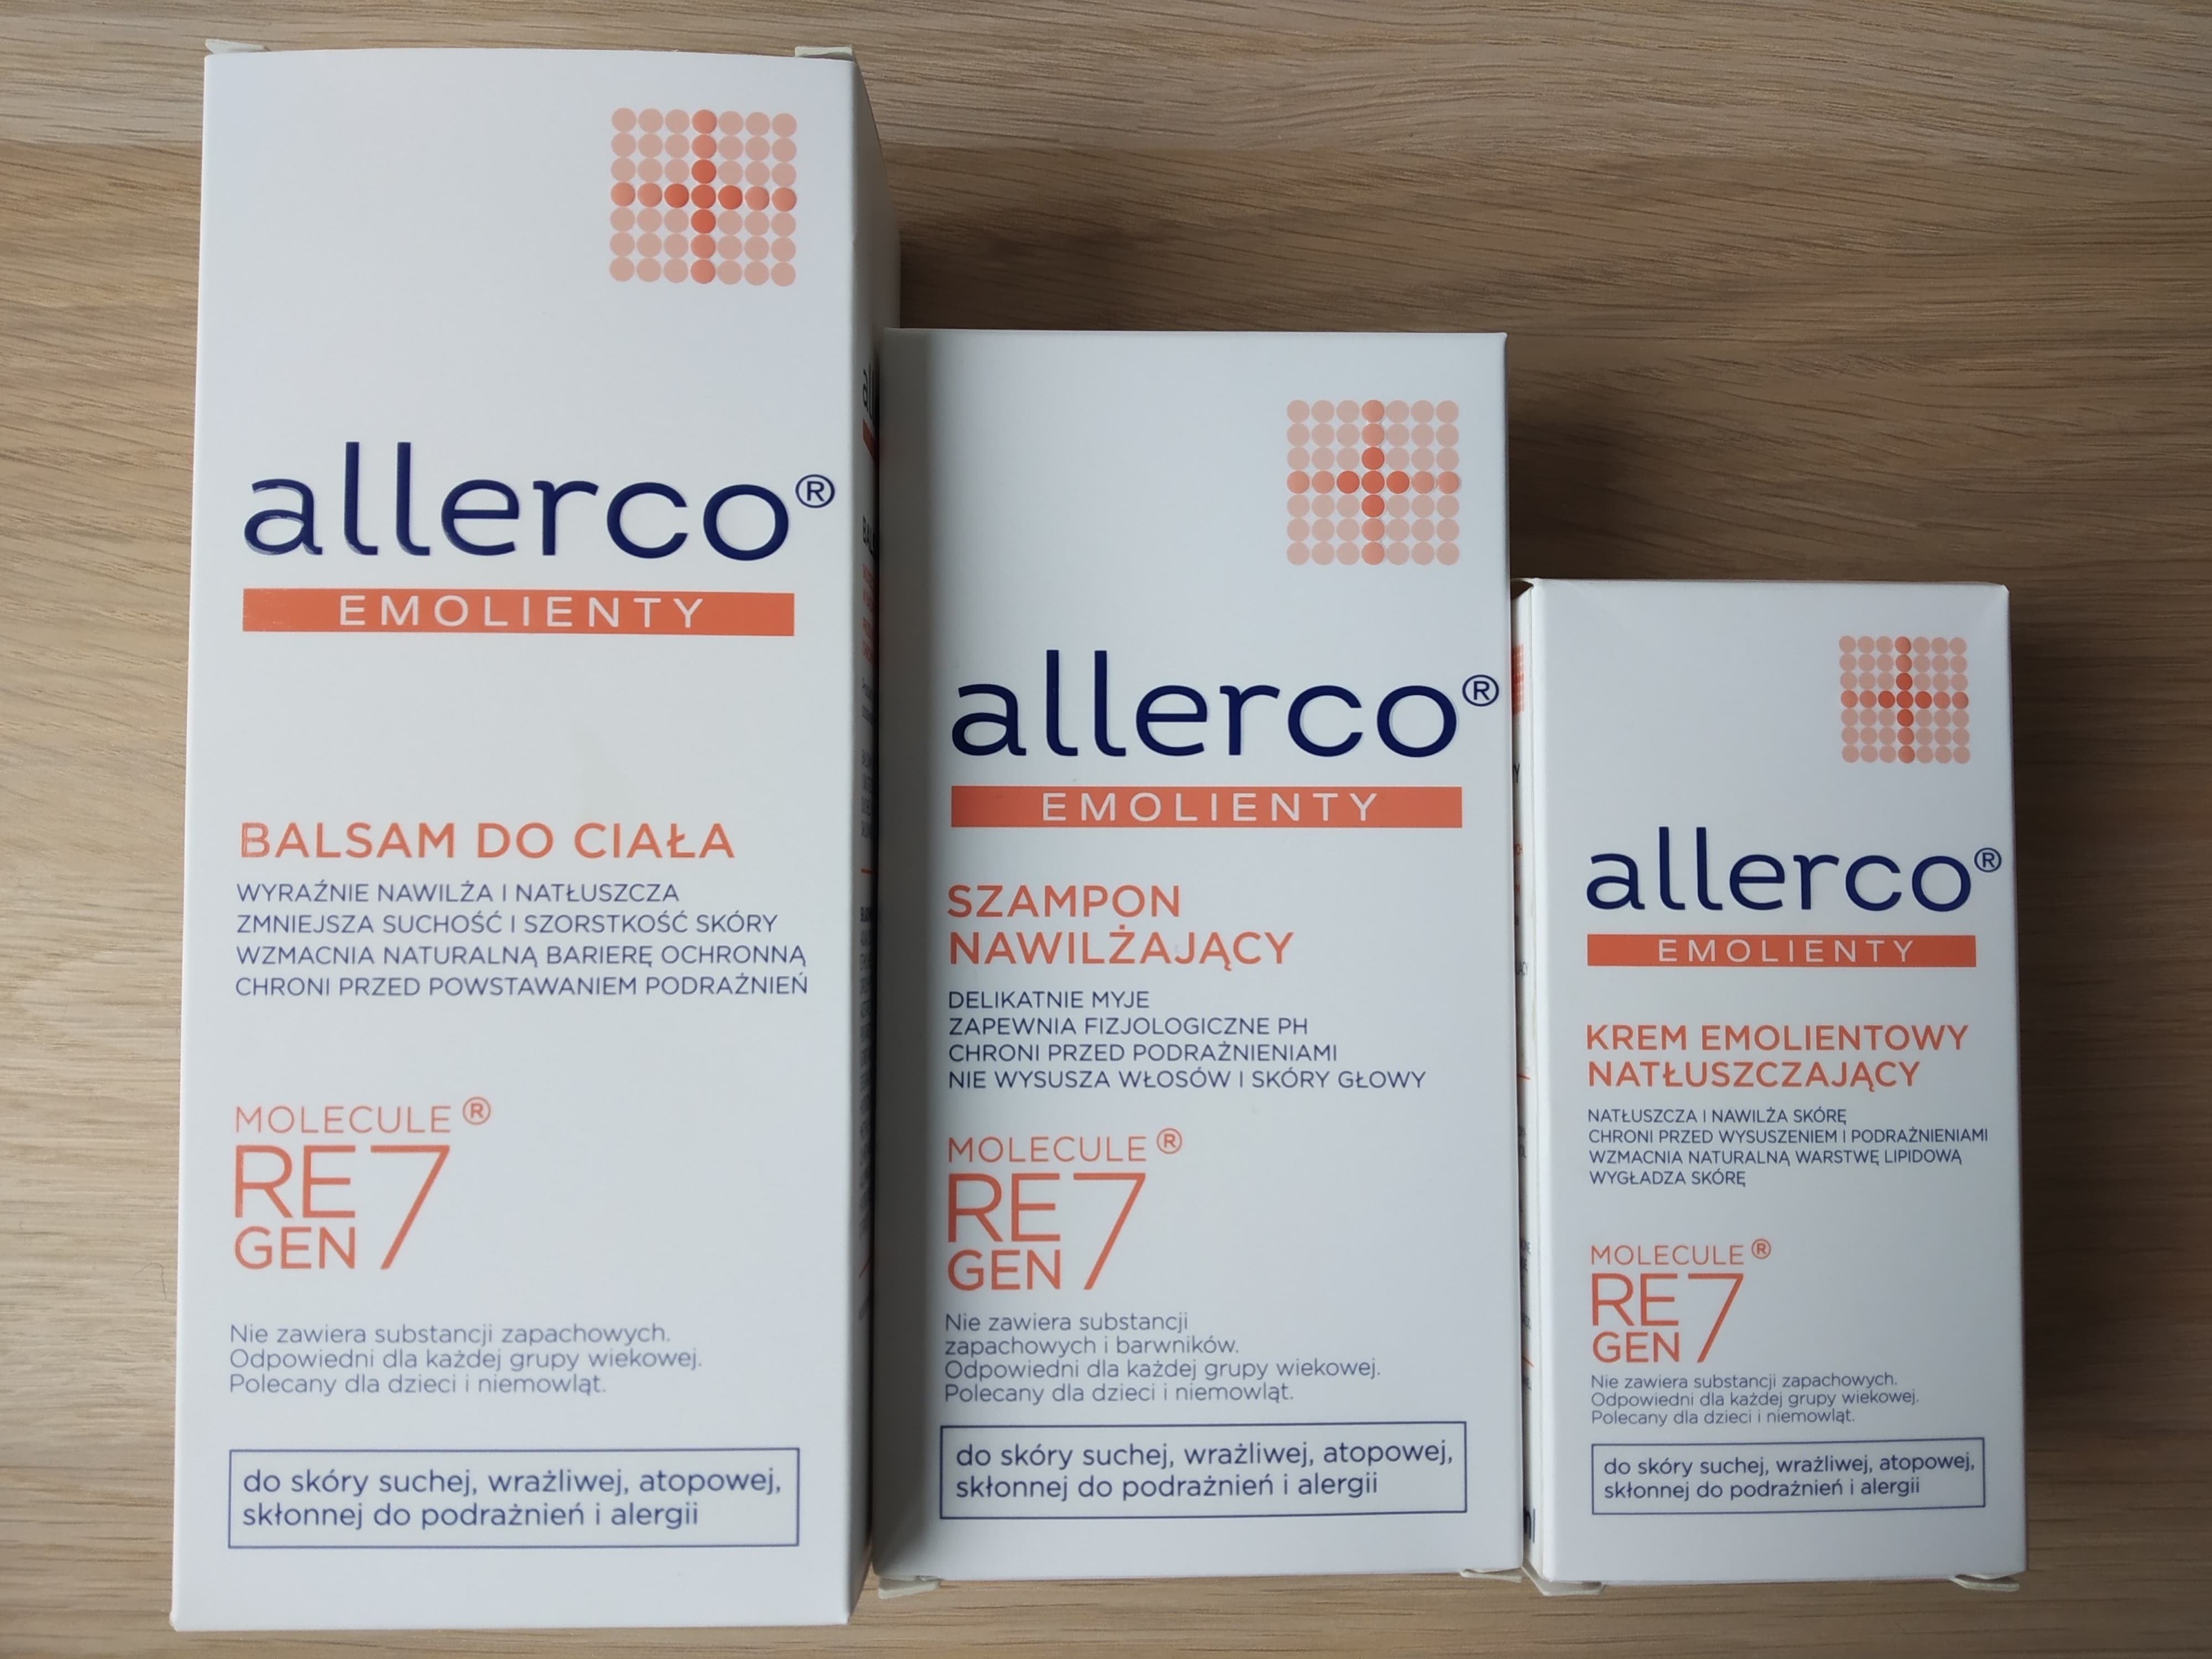 allerco®
EMOLIENTY
BALSAM DO CIAŁA
WYRAŹNIE NAWILŻA I NATŁUSZCZA
ZMNIEJSZA SUCHOŚĆ I SZORSTKOŚĆ SKÓRY
WZMACNIA NATURALNĄ BARIERĘ OCHRONNĄ
CHRONI PRZED POWSTAWANIEM PODRAŻNIEŃ
MOLECULE®
RE
GEN 7
Nie zawiera substancji zapachowych.
Odpowiedni dla każdej grupy wiekowej.
Polecany dla dzieci i niemowląt.
do skóry suchej, wrażliwej, atopowej,
skłonnej do podrażnień i alergii
allerco®
EMOLIENTY
SZAMPON
NAWILŻAJĄCY
DELIKATNIE MYJE
ZAPEWNIA FIZJOLOGICZNE PH
CHRONI PRZED PODRAŻNIENIAMI
NIE WYSUSZA WŁOSÓW I SKÓRY GŁOWY
MOLECULE®
RE
GEN 7
Nie zawiera substancji
zapachowych i barwników.
Odpowiedni dla każdej grupy wiekowej.
Polecany dla dzieci i niemowląt.
do skóry suchej, wrażliwej, atopowej,
skłonnej do podrażnień i alergii
allerco®
EMOLIENTY
KREM EMOLIENTOWY
NATŁUSZCZAJĄCY
NATŁUSZCZA I NAWILŻA SKÓRĘ
CHRONI PRZED WYSUSZENIEM I PODRAŻNIENIAMI
WZMACNIA NATURALNĄ WARSTWĘ LIPIDOWĄ
WYGŁADZA SKÓRĘ
MOLECULE®
RE
GEN 7
Nie zawiera substancji zapachowych.
Odpowiedni dla każdej grupy wiekowej.
Polecany dla dzieci i niemowląt.
do skóry suchej, wrażliwej, atopowej,
skłonnej do podrażnień i alergii